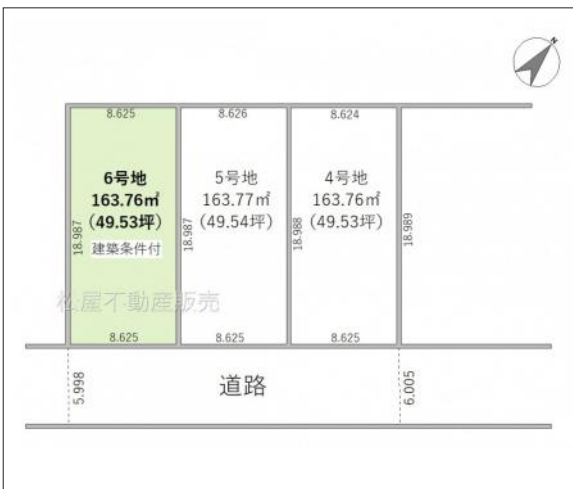 N
8.625
8.626
8.624
6号地
163.76㎡
(49.53坪)
建築条件付
5号地
163.77㎡
(49.54坪)
4号地
163.76㎡
(49.53坪)
18.987
18.987
18.988
18.989
松屋不動産販売
8.625
8.625
8.625
5.998
道路
6.005